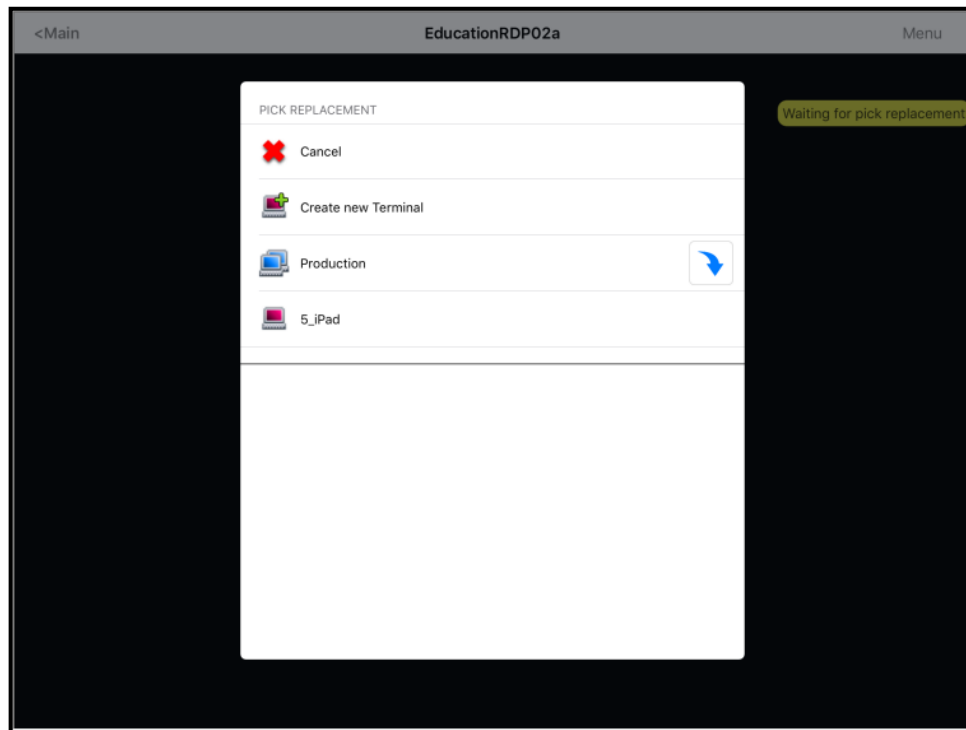 <Main
EducationRDP02a
Menu
PICK REPLACEMENT
Waiting for pick replacement
Cancel
Create new Terminal
Production
5_iPad